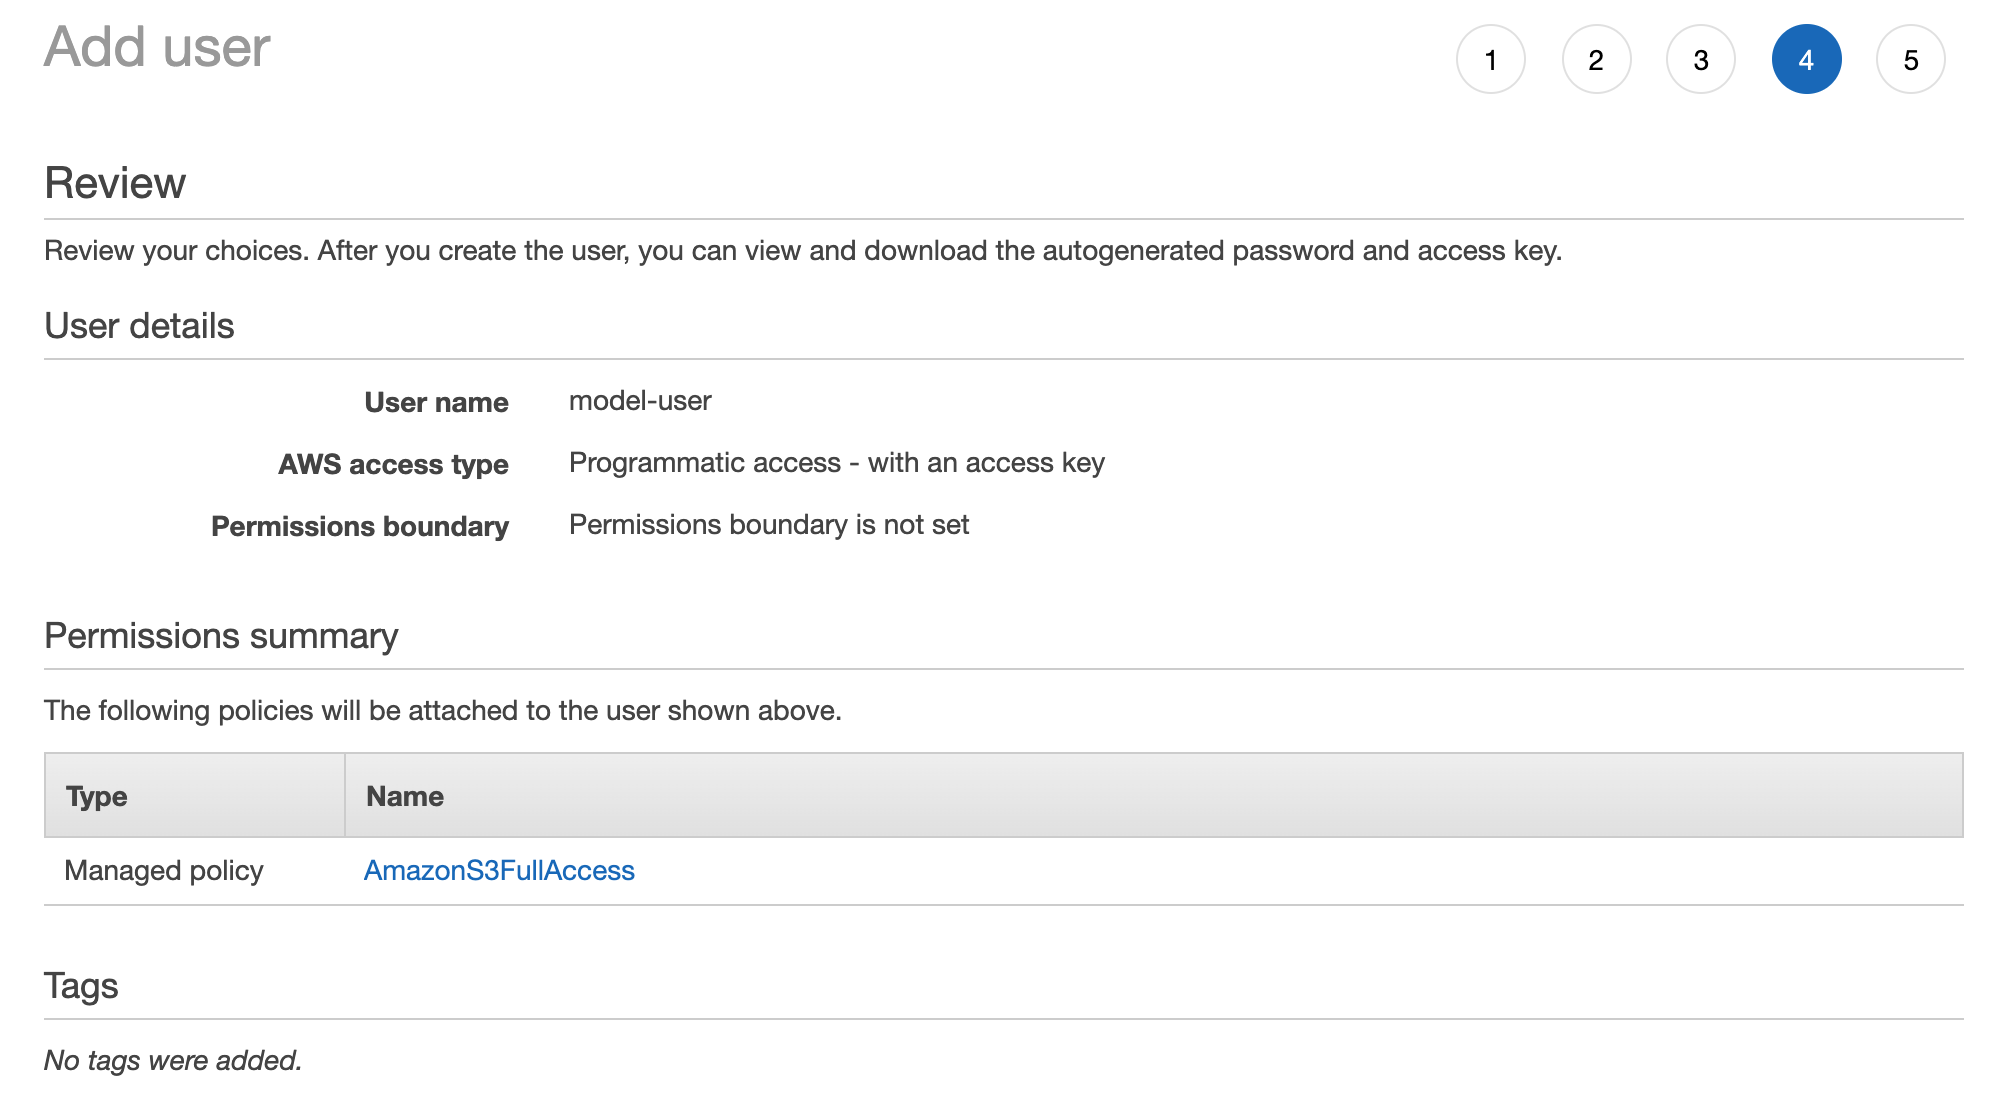 Add user
1 2 3 4 5
Review
Review your choices. After you create the user, you can view and download the autogenerated password and access key.
User details
User name model-user
AWS access type Programmatic access - with an access key
Permissions boundary Permissions boundary is not set
Permissions summary
The following policies will be attached to the user shown above.
Type Name
Managed policy AmazonS3FullAccess
Tags
No tags were added.